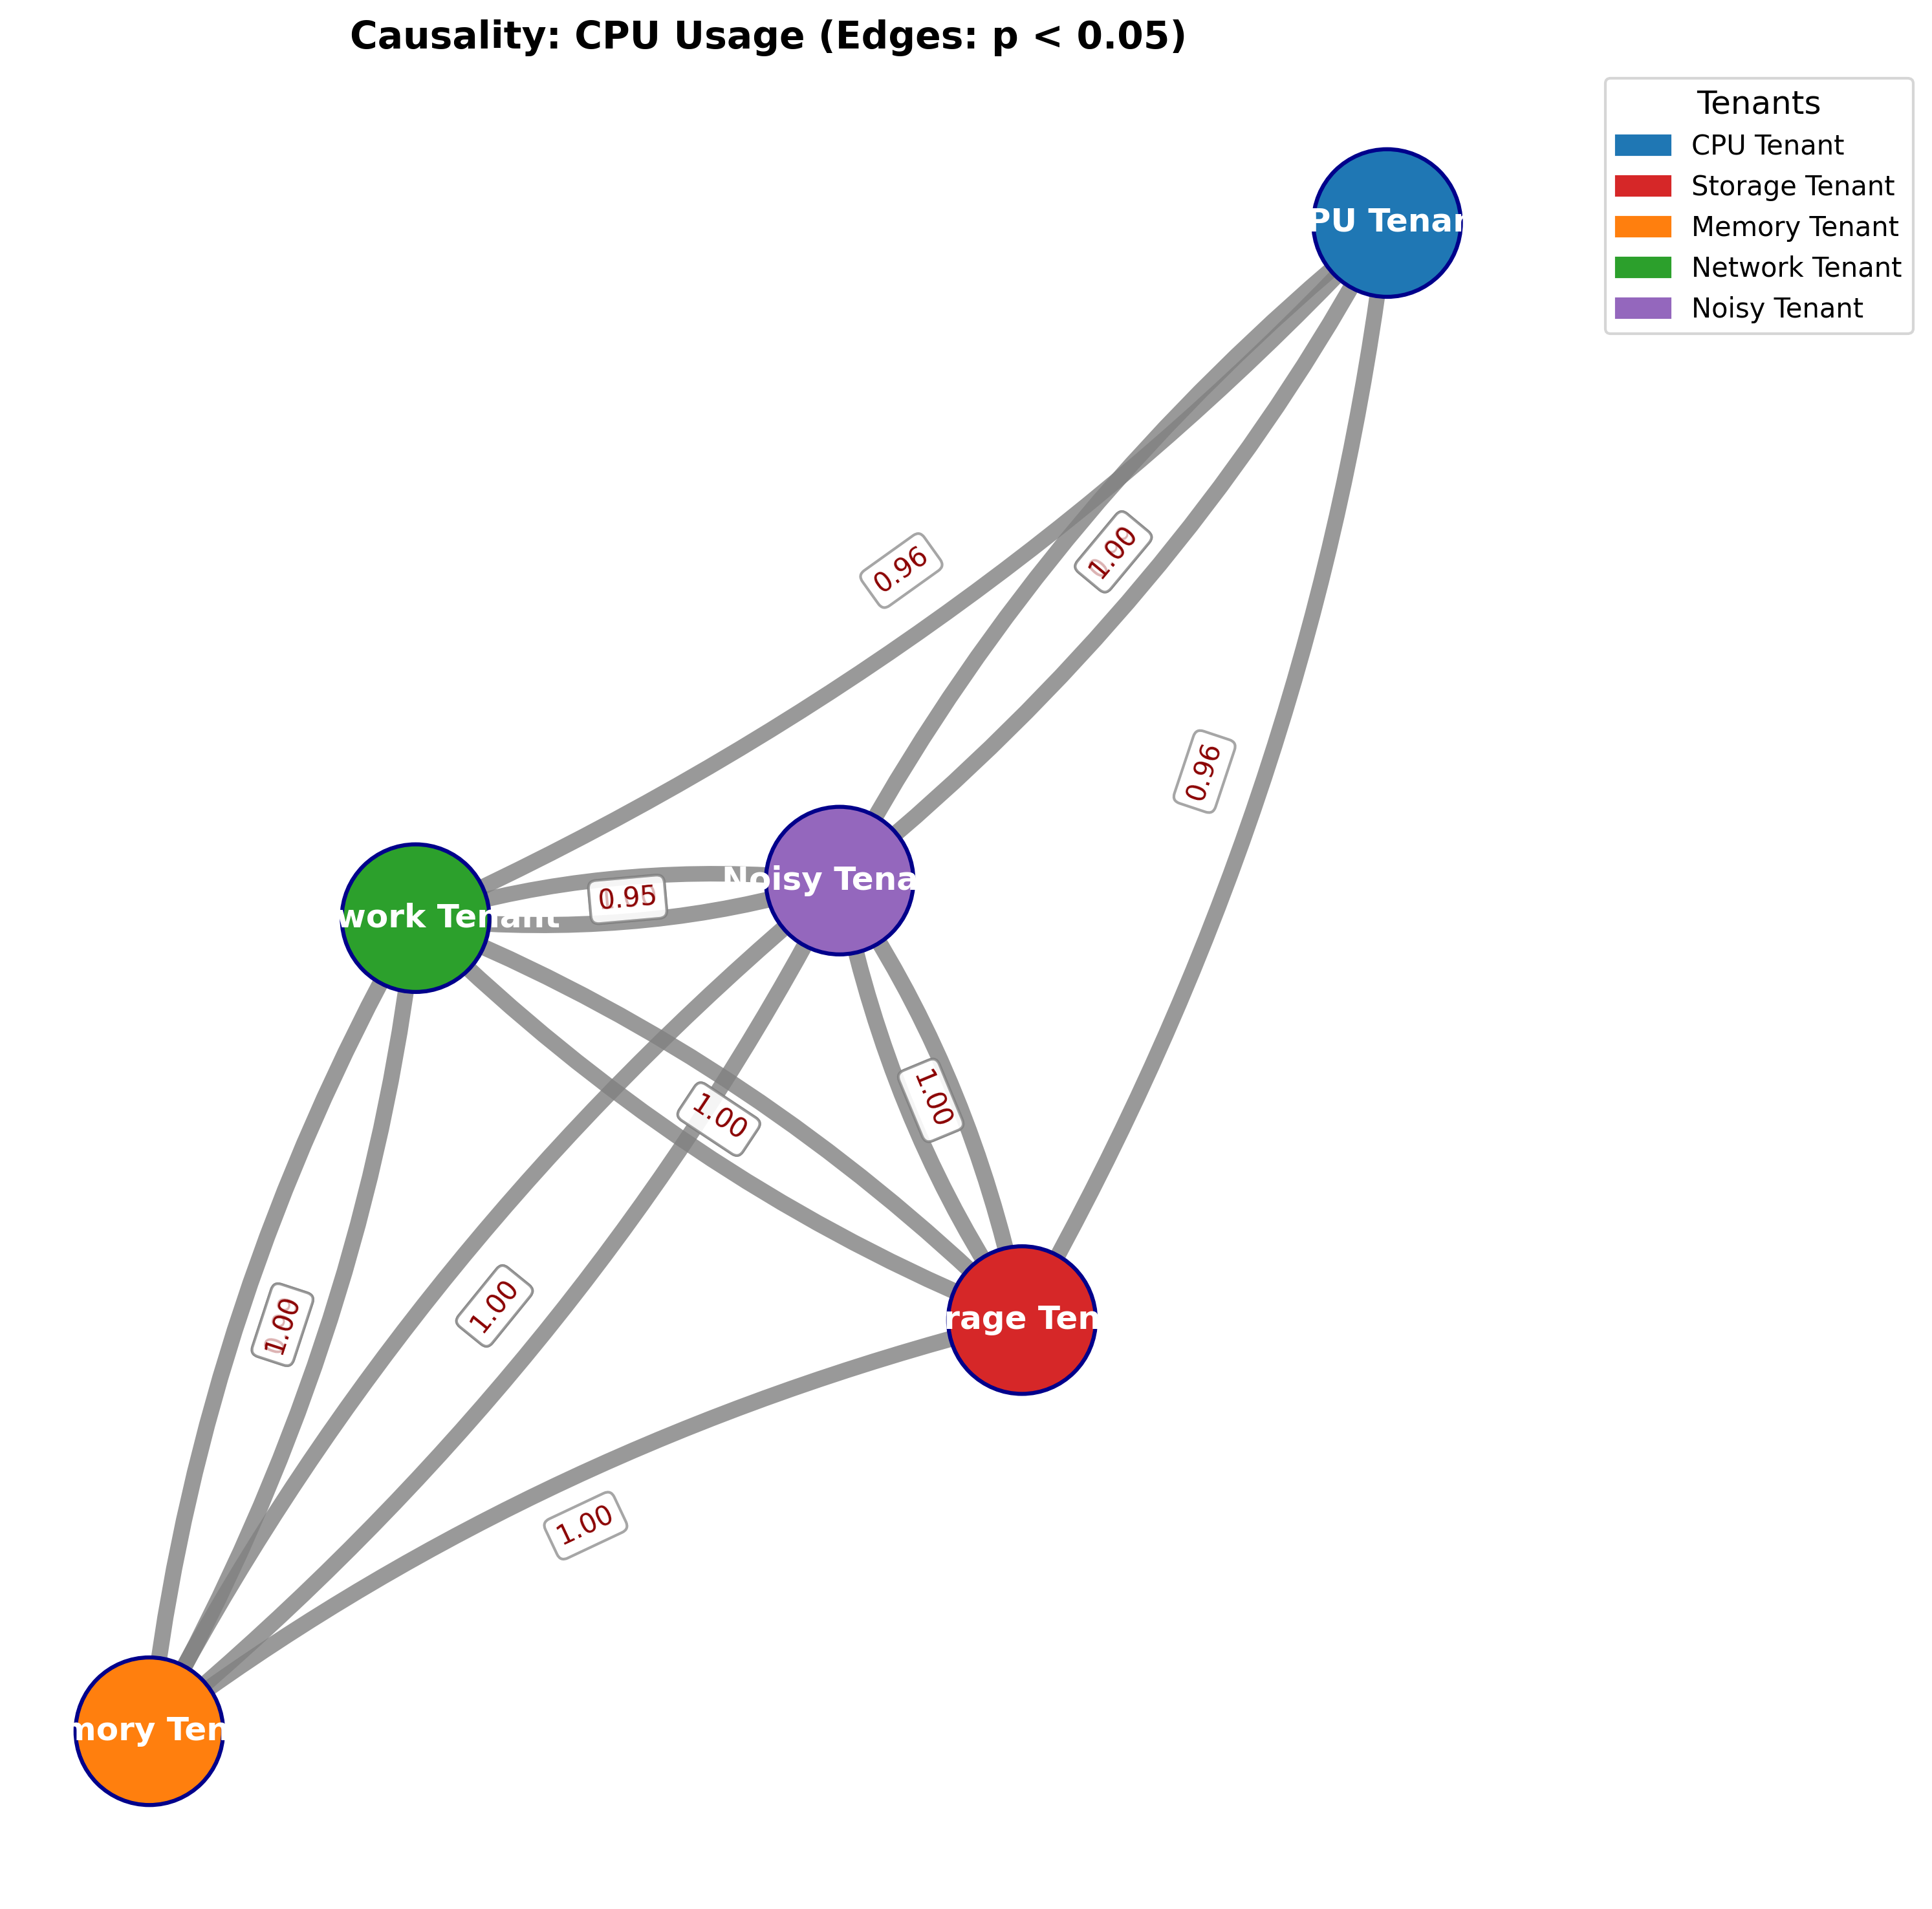 Causality: CPU Usage (Edges: p < 0.05)
Tenants
CPU Tenant
Storage Tenant
Memory Tenant
Network Tenant
Noisy Tenant
PU Tenan
0.96
1.00
0.96
Noisy Tena
work Tenant
0.95
1.00
1.00
1.00
1.00
rage Ten
1.00
mory Ten